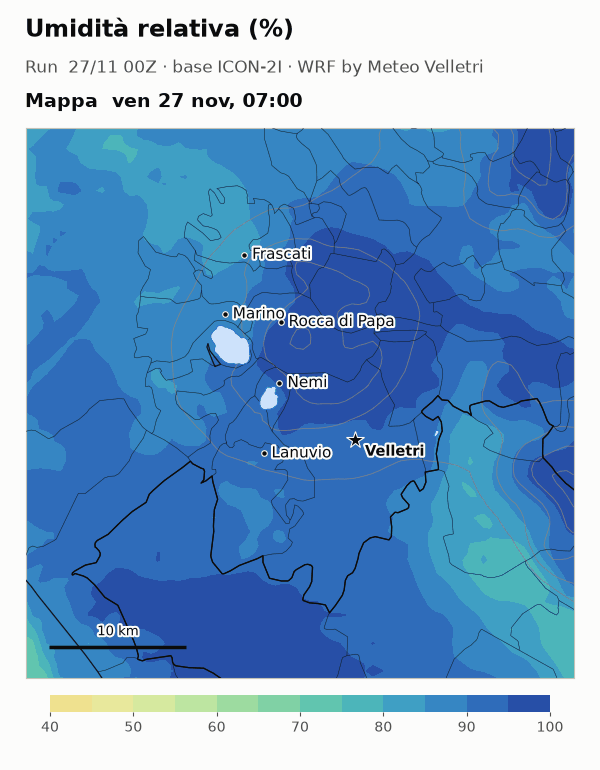 Umidità relativa (%)
Run  27/11 00Z · base ICON-2I · WRF by Meteo Velletri
Mappa  ven 27 nov, 07:00
Frascati
Marino
Rocca di Papa
Nemi
Velletri
Lanuvio
10 km
40 50 60 70 80 90 100